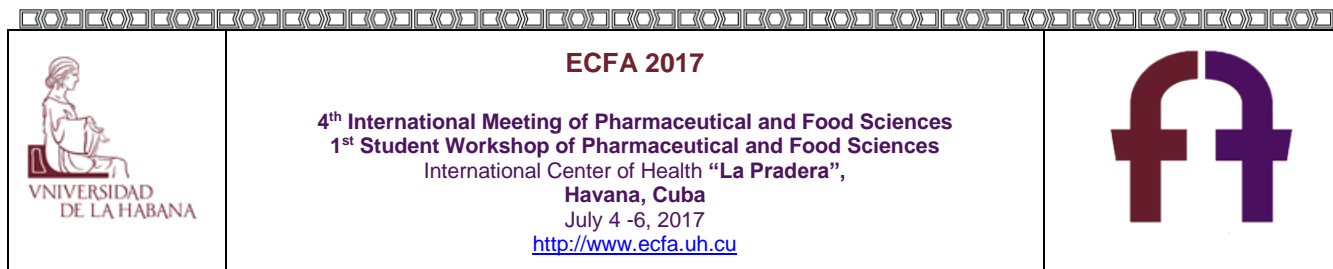 VNIVERSIDAD
DE LA HABANA
ECFA 2017
4th International Meeting of Pharmaceutical and Food Sciences
1st Student Workshop of Pharmaceutical and Food Sciences
International Center of Health “La Pradera”,
Havana, Cuba
July 4 -6, 2017
http://www.ecfa.uh.cu